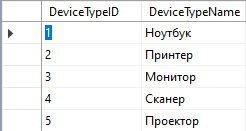 DeviceTypeID DeviceTypeName
1 Ноутбук
2 Принтер
3 Монитор
4 Сканер
5 Проектор